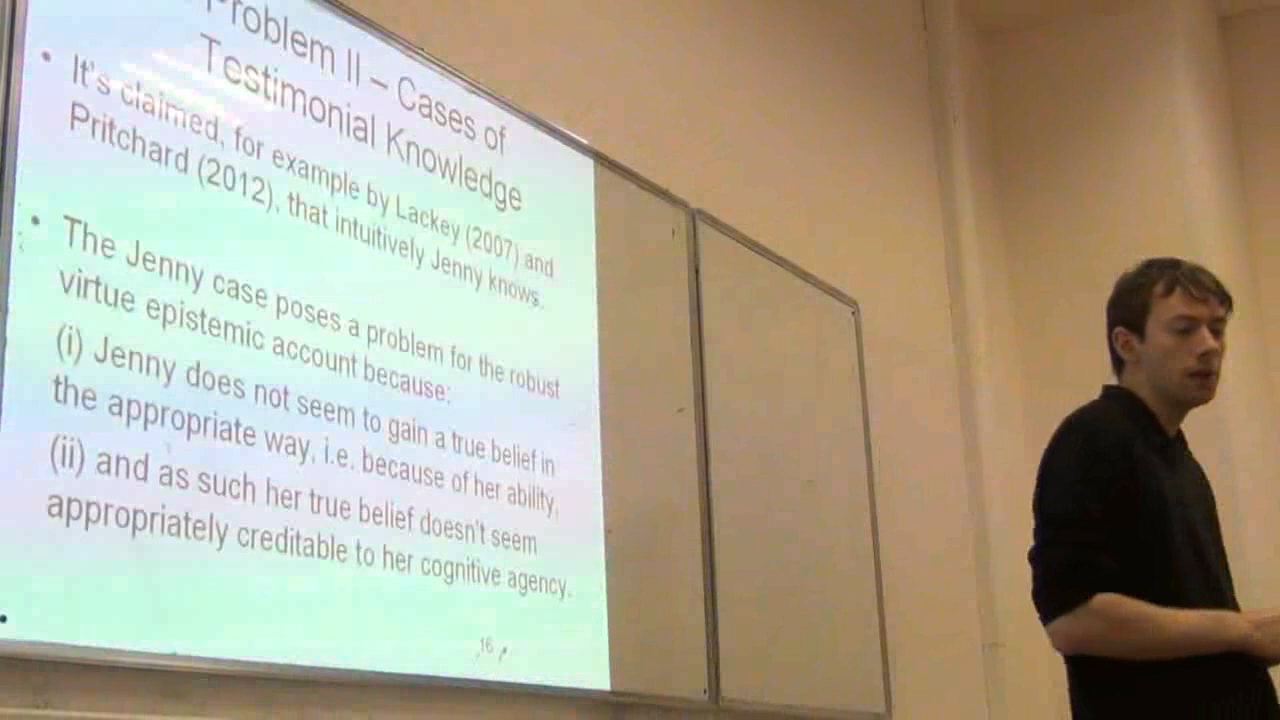 Problem II – Cases of
Testimonial Knowledge
• It's claimed, for example by Lackey (2007) and
Pritchard (2012), that intuitively Jenny knows.
• The Jenny case poses a problem for the robust
virtue epistemic account because:
(i) Jenny does not seem to gain a true belief in
the appropriate way, i.e. because of her ability,
(ii) and as such her true belief doesn't seem
appropriately creditable to her cognitive agency.
16